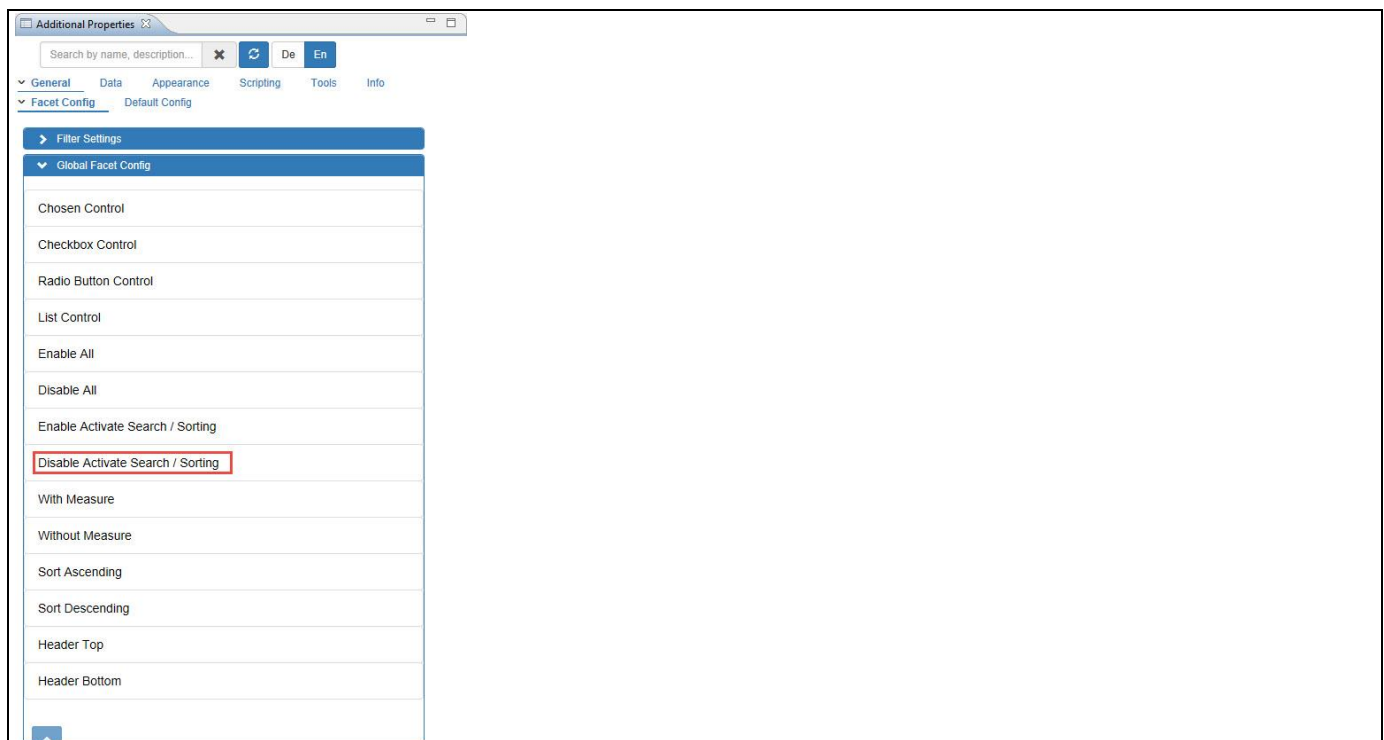 Additional Properties
Search by name, description... De En
General Data Appearance Scripting Tools Info
Facet Config Default Config
Filter Settings
Global Facet Config
Chosen Control
Checkbox Control
Radio Button Control
List Control
Enable All
Disable All
Enable Activate Search / Sorting
Disable Activate Search / Sorting
With Measure
Without Measure
Sort Ascending
Sort Descending
Header Top
Header Bottom